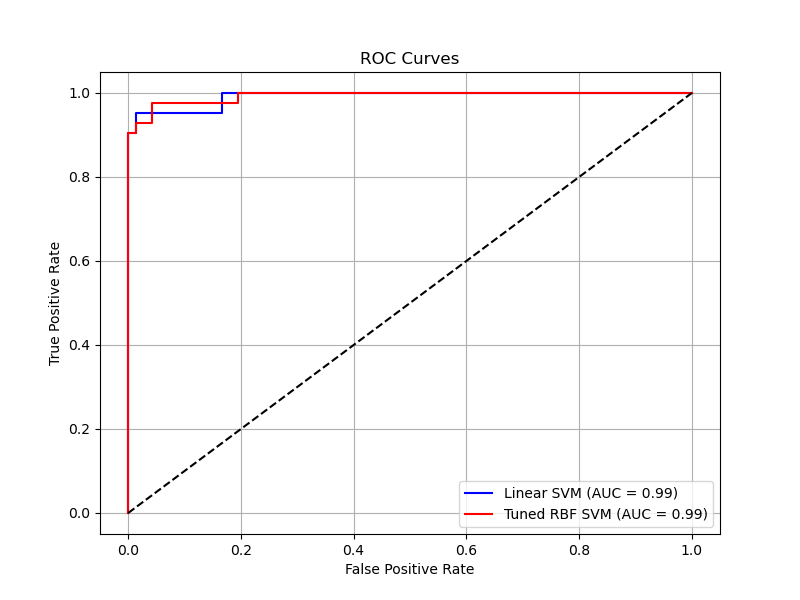 ROC Curves
1.0
0.8
0.6
0.4
0.2
0.0
True Positive Rate
Linear SVM (AUC = 0.99)
Tuned RBF SVM (AUC = 0.99)
0.0 0.2 0.4 0.6 0.8 1.0
False Positive Rate